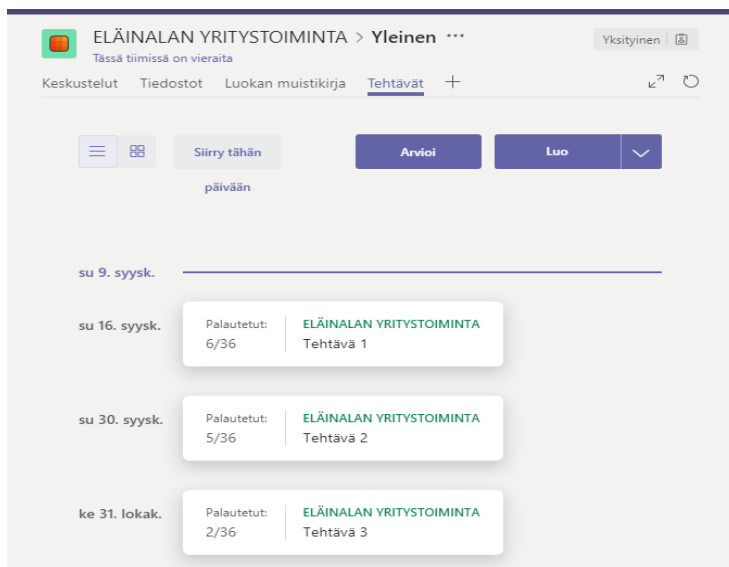 ELÄINALAN YRITYSTOIMINTA > Yleinen ···
Yksityinen
Tässä tiimissä on vieraita
Keskustelut Tiedostot Luokan muistikirja Tehtävät +
Siirry tähän päivään
Arvioi
Luo
su 9. syysk.
su 16. syysk.
Palautetut: ELÄINALAN YRITYSTOIMINTA
6/36 Tehtävä 1
su 30. syysk.
Palautetut: ELÄINALAN YRITYSTOIMINTA
5/36 Tehtävä 2
ke 31. lokak.
Palautetut: ELÄINALAN YRITYSTOIMINTA
2/36 Tehtävä 3